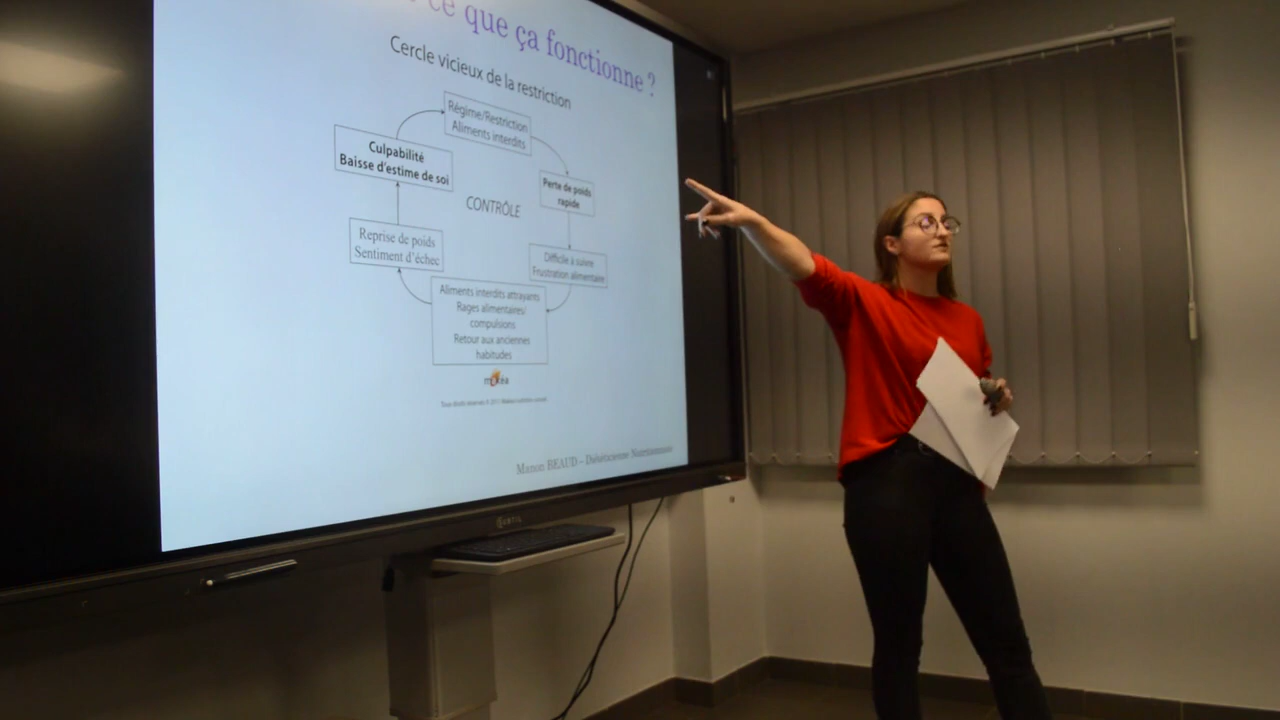 ce que ça fonctionne ?
Cercle vicieux de la restriction
Régime/Restriction
Aliments interdits
Culpabilité
Baisse d'estime de soi
Perte de poids
rapide
CONTRÔLE
Reprise de poids
Sentiment d'échec
Difficile à suivre
Frustration alimentaire
Aliments interdits attrayants
Rages alimentaires/
compulsions
Retour aux anciennes
habitudes
Manon BEAUD – Diététicienne Nutritionniste